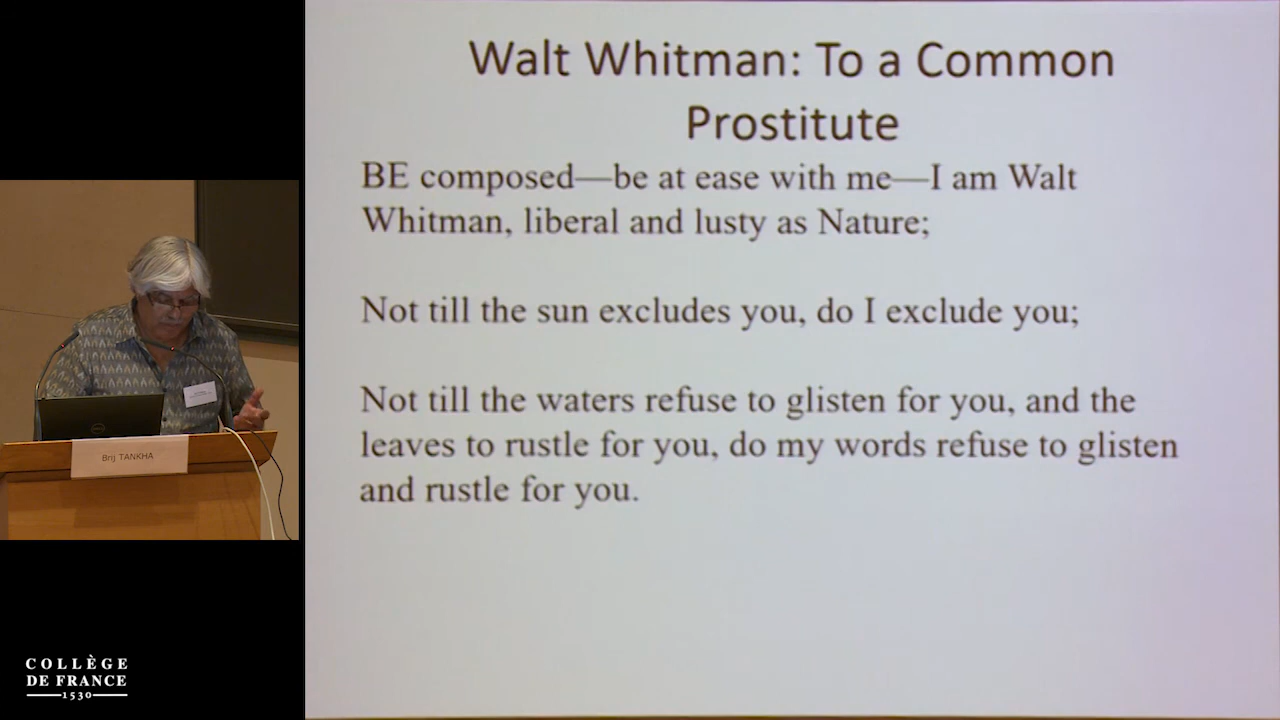 Walt Whitman: To a Common
Prostitute
BE composed—be at ease with me—I am Walt
Whitman, liberal and lusty as Nature;
Not till the sun excludes you, do I exclude you;
Not till the waters refuse to glisten for you, and the
leaves to rustle for you, do my words refuse to glisten
and rustle for you.
Brij TANKHA
COLLÈGE
DE FRANCE
1530